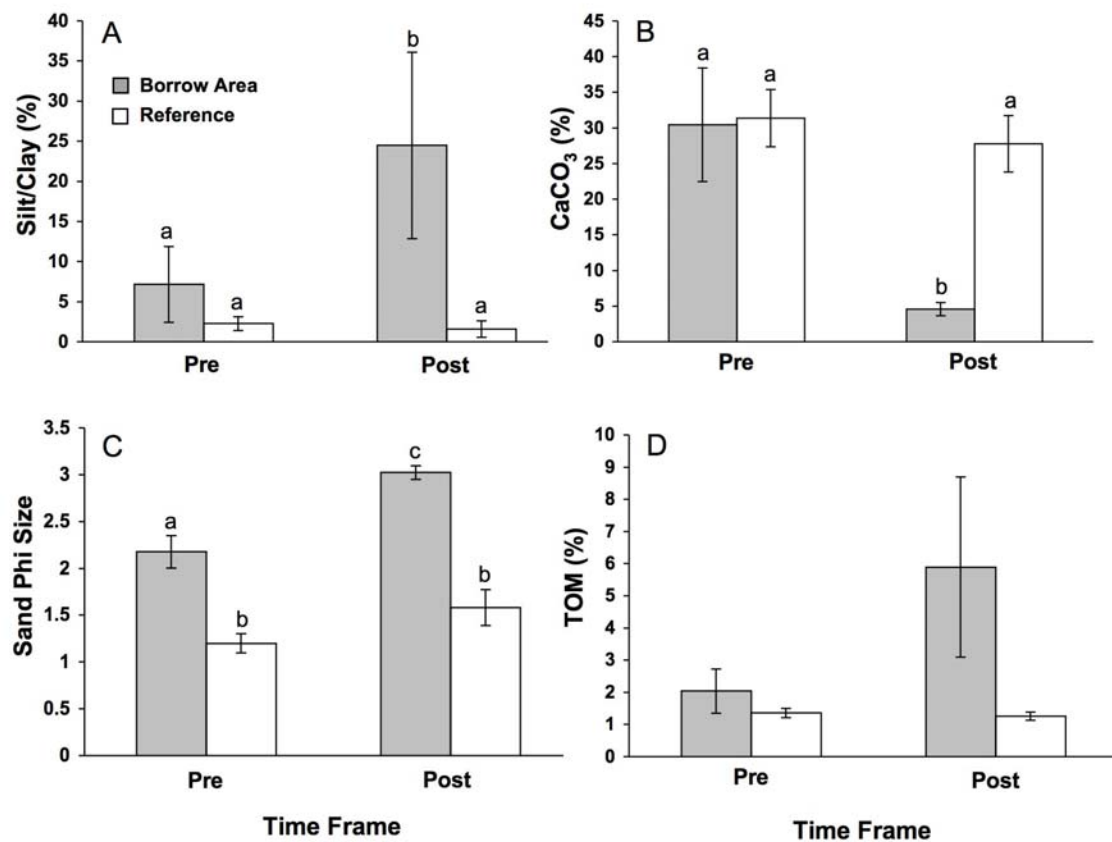 A
Silt/Clay (%)
40
35
30
25
20
15
10
5
0
Borrow Area
Reference
a
a
b
a
Pre
Post
B
CaCO3 (%)
45
40
35
30
25
20
15
10
5
0
a
a
b
a
Pre
Post
C
Sand Phi Size
3.5
3
2.5
2
1.5
1
0.5
0
a
b
c
b
Pre
Post
Time Frame
D
TOM (%)
10
9
8
7
6
5
4
3
2
1
0
Pre
Post
Time Frame